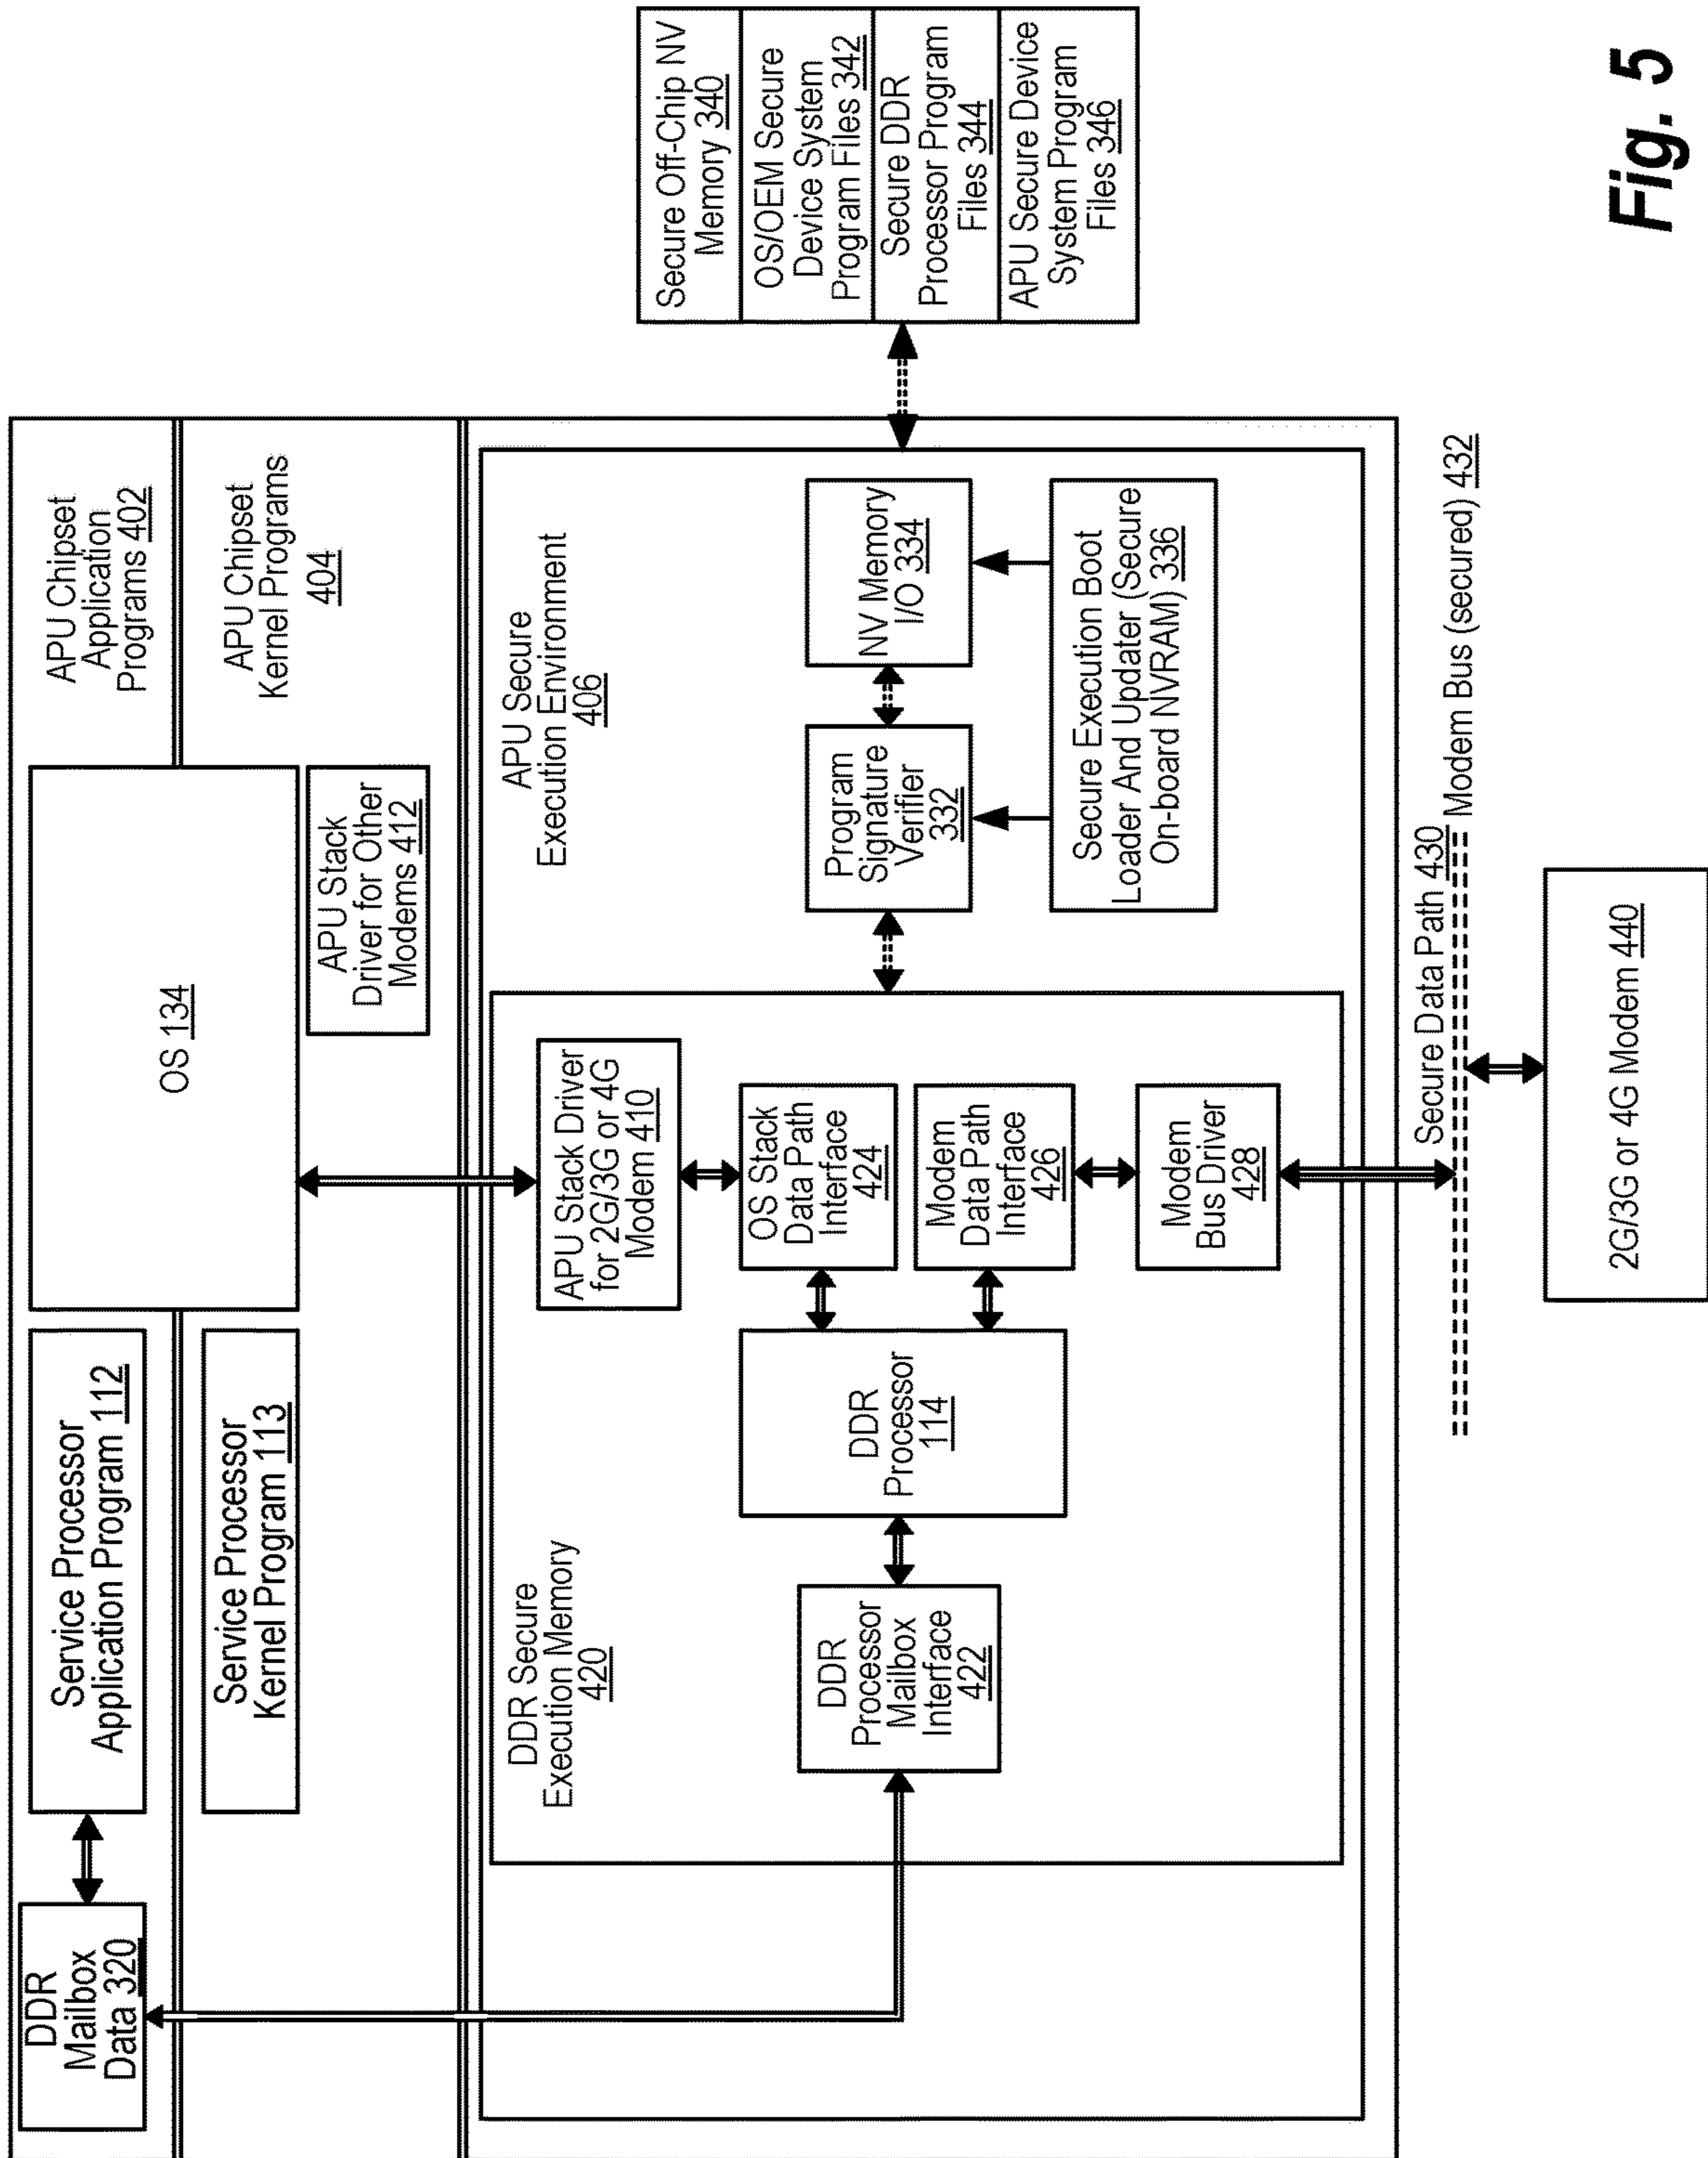 DDR
Mailbox
Data 320
Service Processor
Application Program 112
Service Processor
Kernel Program 113
OS 134
APU Stack
Driver for Other
Modems 412
APU Chipset
Application
Programs 402
APU Chipset
Kernel Programs
404
DDR Secure
Execution Memory
420
APU Secure
Execution Environment
406
APU Stack Driver
for 2G/3G or 4G
Modem 410
DDR
Processor
Mailbox
Interface
422
DDR
Processor
114
OS Stack
Data Path
Interface
424
Modem
Data Path
Interface
426
Modem
Bus Driver
428
Program
Signature
Verifier
332
NV Memory
I/O 334
Secure Execution Boot
Loader And Updater (Secure
On-board NVRAM) 336
Secure Off-Chip NV
Memory 340
OS/OEM Secure
Device System
Program Files 342
Secure DDR
Processor Program
Files 344
APU Secure Device
System Program
Files 346
Secure Data Path 430
Modem Bus (secured) 432
2G/3G or 4G Modem 440
Fig. 5